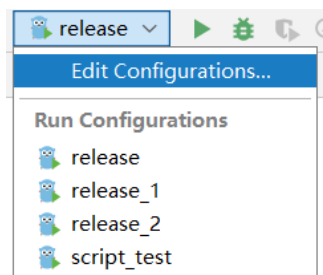 release
Edit Configurations...
Run Configurations
release
release_1
release_2
script_test